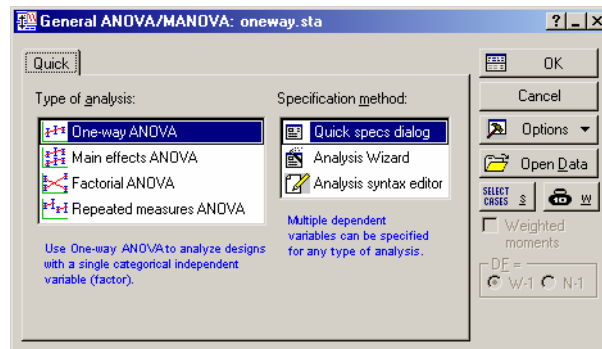 General ANOVA/MANOVA: oneway.sta
Quick
Type of analysis:
One-way ANOVA
Main effects ANOVA
Factorial ANOVA
Repeated measures ANOVA
Use One-way ANOVA to analyze designs
with a single categorical independent
variable (factor).
Specification method:
Quick specs dialog
Analysis Wizard
Analysis syntax editor
Multiple dependent
variables can be specified
for any type of analysis.
OK
Cancel
Options
Open Data
SELECT
CASES S W
Weighted
moments
DF =
W-1 N-1